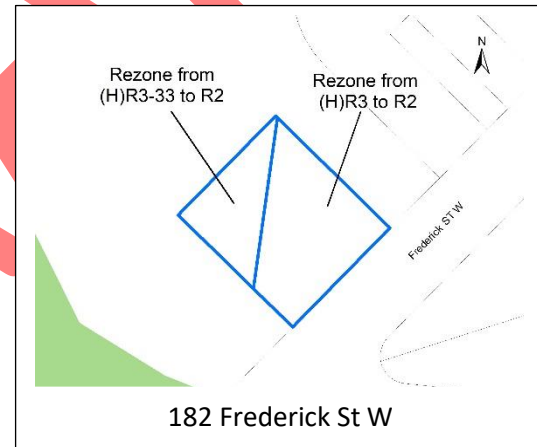 N
Rezone from
(H)R3-33 to R2
Rezone from
(H)R3 to R2
Frederick ST W
182 Frederick St W